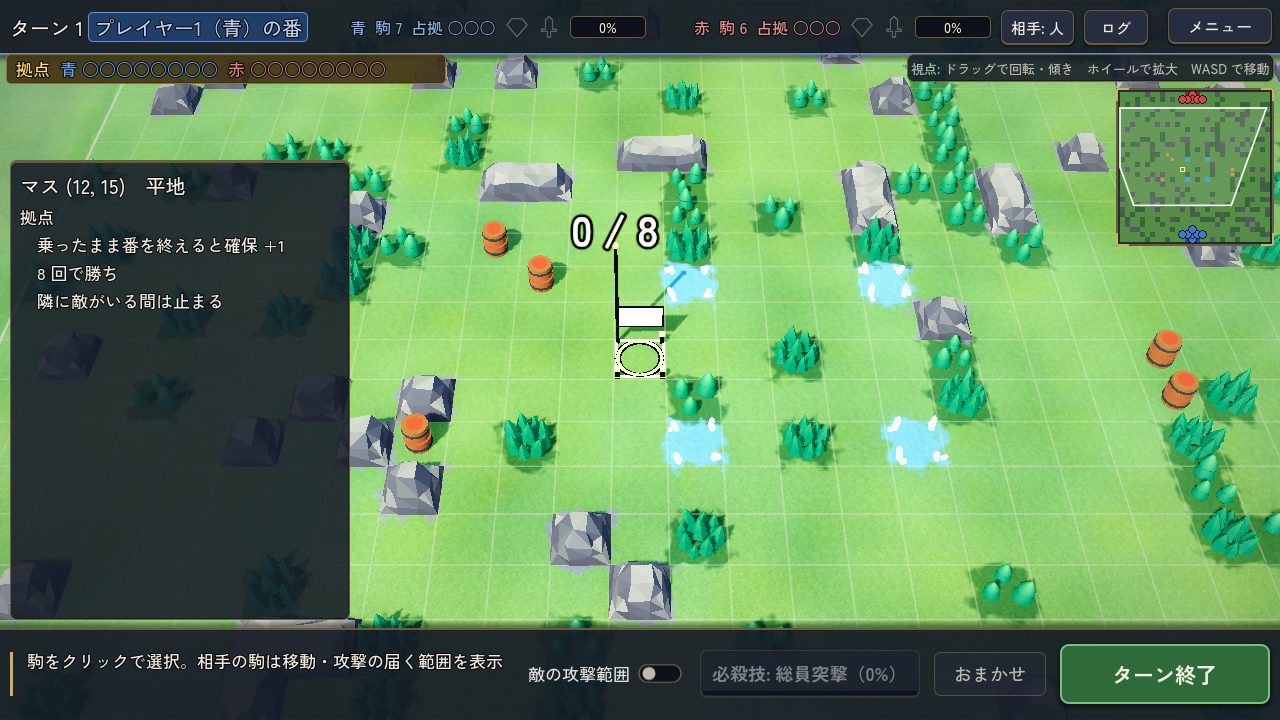 ターン 1 プレイヤー1（青）の番
青 駒 7 占拠 〇〇〇 0%
赤 駒 6 占拠 〇〇〇 0%
相手: 人
ログ
メニュー
拠点 青 〇〇〇〇〇〇〇〇 赤 〇〇〇〇〇〇〇〇
視点: ドラッグで回転・傾き ホイールで拡大 WASD で移動
マス (12, 15) 平地
拠点
乗ったまま番を終えると確保 +1
8 回で勝ち
隣に敵がいる間は止まる
0 / 8
駒をクリックで選択。相手の駒は移動・攻撃の届く範囲を表示
敵の攻撃範囲
必殺技: 総員突撃（0%）
おまかせ
ターン終了